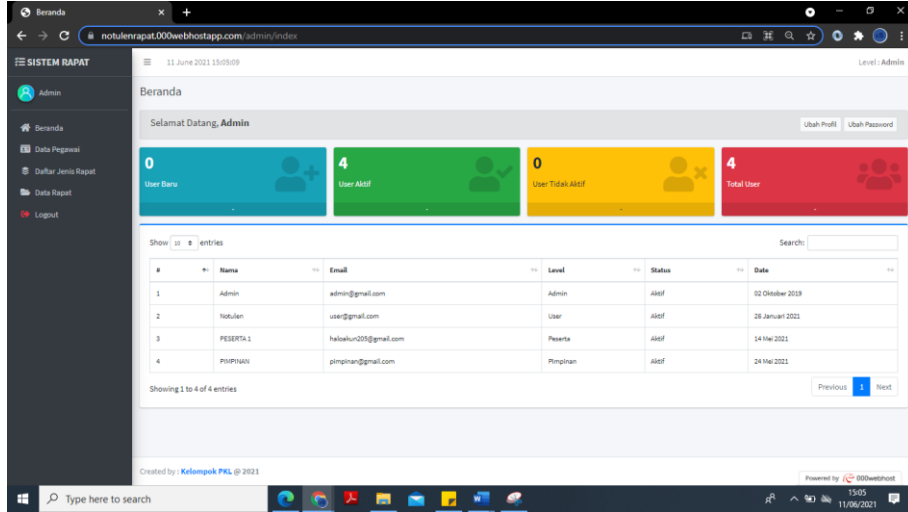 Beranda
notulenrapat.000webhostapp.com/admin/index
SISTEM RAPAT
11 June 2021 15:05:09
Level : Admin
Admin
Beranda
Data Pegawai
Daftar Jenis Rapat
Data Rapat
Logout
Beranda
Selamat Datang, Admin
Ubah Profil
Ubah Password
0
User Baru
-
4
User Aktif
-
0
User Tidak Aktif
-
4
Total User
-
Show 10 entries
Search:
# Nama Email Level Status Date
1 Admin admin@gmail.com Admin Aktif 02 Oktober 2019
2 Notulen user@gmail.com User Aktif 26 Januari 2021
3 PESERTA 1 haloakun205@gmail.com Peserta Aktif 14 Mei 2021
4 PIMPINAN pimpinan@gmail.com Pimpinan Aktif 24 Mei 2021
Showing 1 to 4 of 4 entries
Previous 1 Next
Created by : Kelompok PKL @ 2021
Powered by 000webhost
Type here to search
15:05
11/06/2021